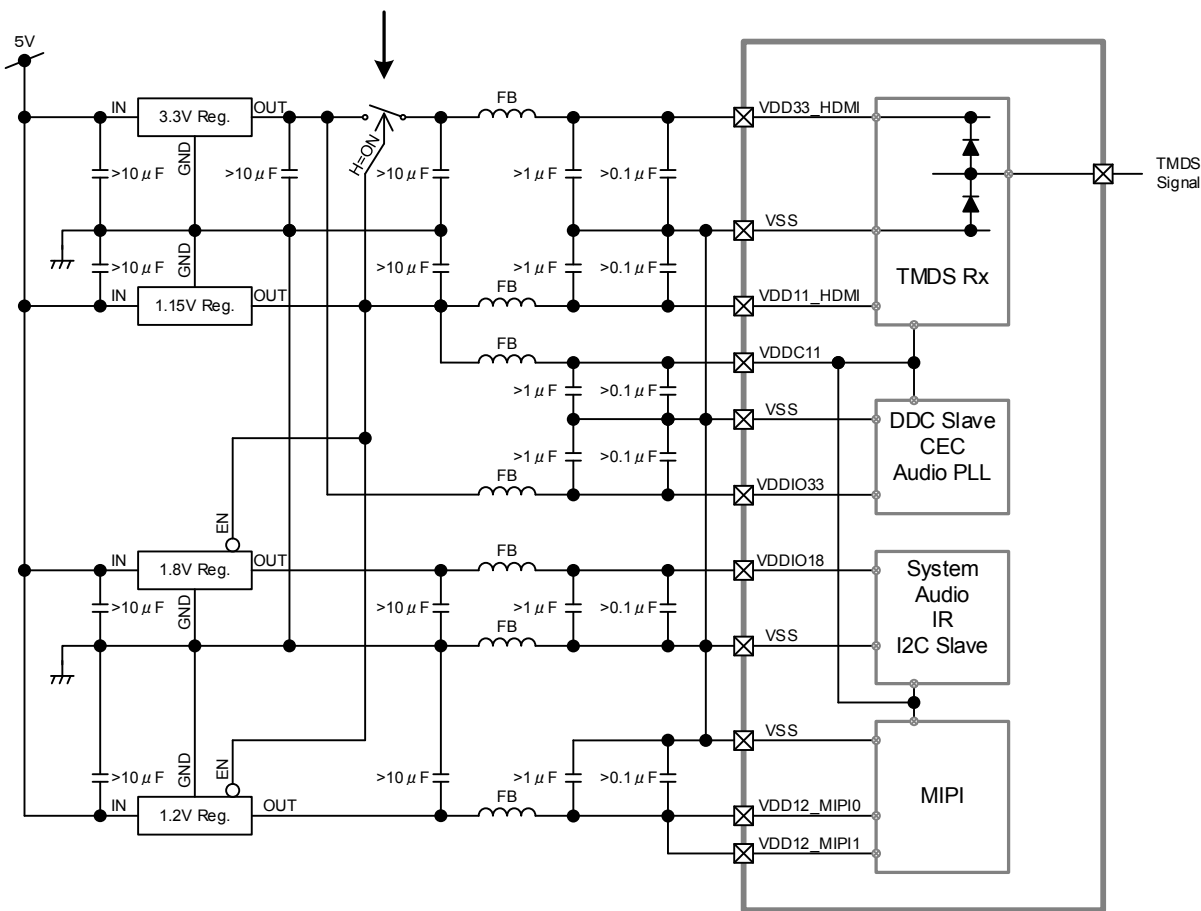 5V
IN
3.3V Reg.
OUT
GND
>10 μ F
>10 μ F
H=ON
>10 μ F
FB
>1 μ F
>0.1 μ F
VDD33_HDMI
TMDS
Signal
VSS
TMDS Rx
>10 μ F
GND
>10 μ F
>1 μ F
>0.1 μ F
IN
1.15V Reg.
OUT
FB
VDD11_HDMI
FB
VDDC11
>1 μ F
>0.1 μ F
VSS
DDC Slave
CEC
Audio PLL
>1 μ F
>0.1 μ F
FB
VDDIO33
EN
IN
1.8V Reg.
OUT
FB
VDDIO18
System
Audio
IR
I2C Slave
>10 μ F
GND
>10 μ F
>1 μ F
>0.1 μ F
FB
VSS
VSS
GND
EN
>10 μ F
>10 μ F
>1 μ F
>0.1 μ F
MIPI
IN
1.2V Reg.
OUT
FB
VDD12_MIPI0
VDD12_MIPI1